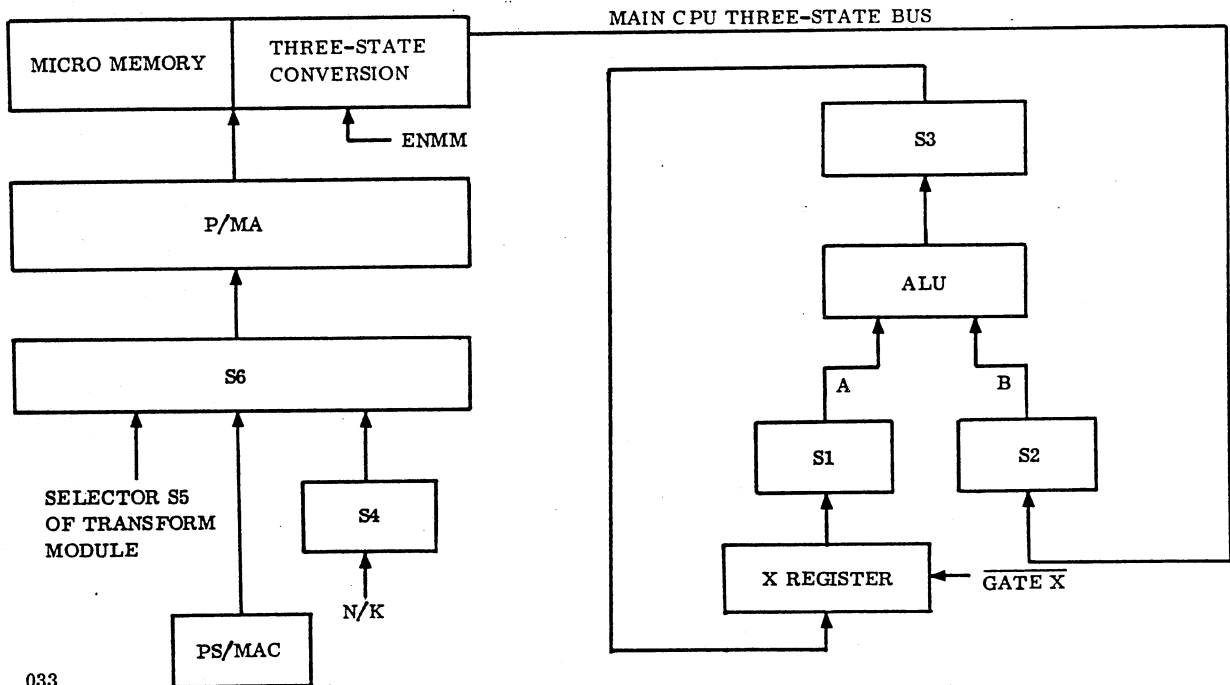 MAIN CPU THREE-STATE BUS
MICRO MEMORY
THREE-STATE
CONVERSION
ENMM
S3
P/MA
ALU
S6
A
B
S1
S2
SELECTOR S5
OF TRANSFORM
MODULE
S4
X REGISTER
GATE X
N/K
PS/MAC
033